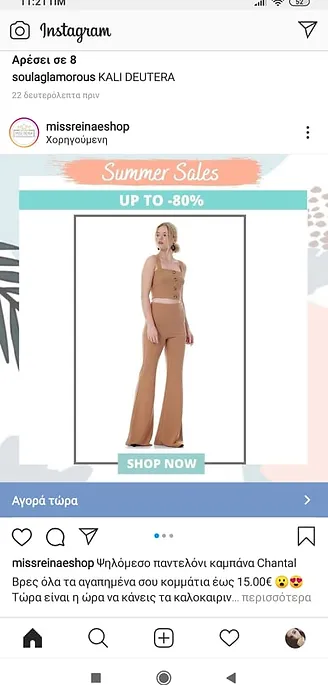 11:21ΠΜ
52
Instagram
Αρέσει σε 8
soulaglamorous KALI DEUTERA
22 δευτερόλεπτα πριν
missreinaeshop
Χορηγούμενη
Summer Sales
UP TO -80%
SHOP NOW
Αγορά τώρα
missreinaeshop Ψηλόμεσο παντελόνι καμπάνα Chantal
Βρες όλα τα αγαπημένα σου κομμάτια έως 15.00€ 😮😍
Τώρα είναι η ώρα να κάνεις τα καλοκαιριν... περισσότερα